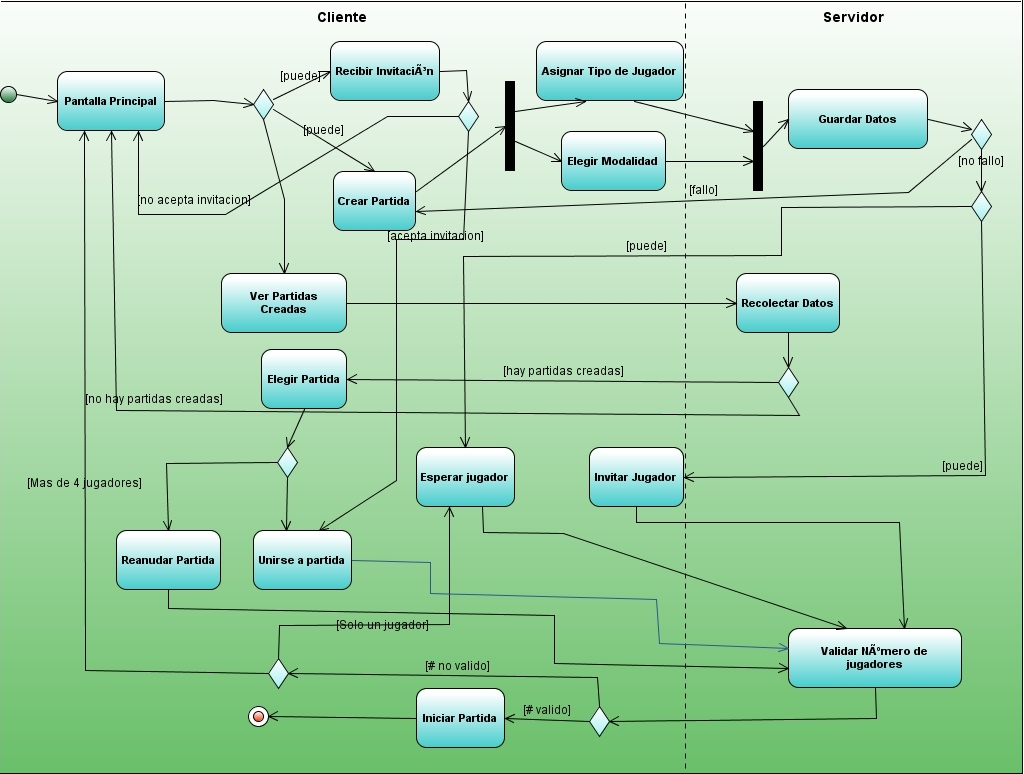 Cliente
Servidor
Pantalla Principal
[puede]
Recibir InvitaciÃ³n
Asignar Tipo de Jugador
Guardar Datos
[puede]
Elegir Modalidad
[no fallo]
[no acepta invitacion]
Crear Partida
[fallo]
[acepta invitacion]
[puede]
Ver Partidas
Creadas
Recolectar Datos
Elegir Partida
[hay partidas creadas]
[no hay partidas creadas]
[Mas de 4 jugadores]
Esperar jugador
Invitar Jugador
[puede]
Reanudar Partida
Unirse a partida
[Solo un jugador]
Validar NÃºmero de
jugadores
[# no valido]
Iniciar Partida
[# valido]